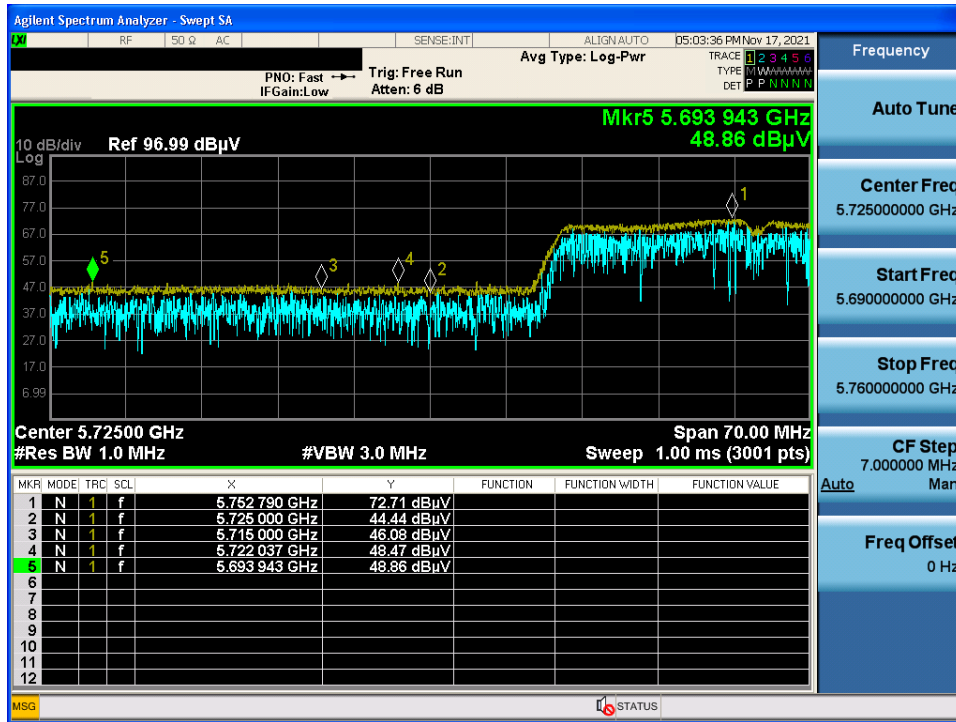 Agilent Spectrum Analyzer - Swept SA
LXI RF 50 Ω AC SENSE:INT ALIGN AUTO 05:03:36 PM Nov 17, 2021
PNO: Fast Trig: Free Run Avg Type: Log-Pwr TRACE 1 2 3 4 5 6
IFGain:Low Atten: 6 dB TYPE M W W W W W
DET P P N N N N
Mkr5 5.693 943 GHz
48.86 dBµV
10 dB/div Ref 96.99 dBµV
Log
87.0
77.0
67.0
57.0
47.0
37.0
27.0
17.0
6.99
1
5
3
4
2
Center 5.72500 GHz Span 70.00 MHz
#Res BW 1.0 MHz #VBW 3.0 MHz Sweep 1.00 ms (3001 pts)
MKR MODE TRC SCL X Y FUNCTION FUNCTION WIDTH FUNCTION VALUE
1 N 1 f 5.752 790 GHz 72.71 dBµV
2 N 1 f 5.725 000 GHz 44.44 dBµV
3 N 1 f 5.715 000 GHz 46.08 dBµV
4 N 1 f 5.722 037 GHz 48.47 dBµV
5 N 1 f 5.693 943 GHz 48.86 dBµV
6
7
8
9
10
11
12
MSG STATUS
Frequency
Auto Tune
Center Freq
5.725000000 GHz
Start Freq
5.690000000 GHz
Stop Freq
5.760000000 GHz
CF Step
7.000000 MHz
Auto Man
Freq Offset
0 Hz